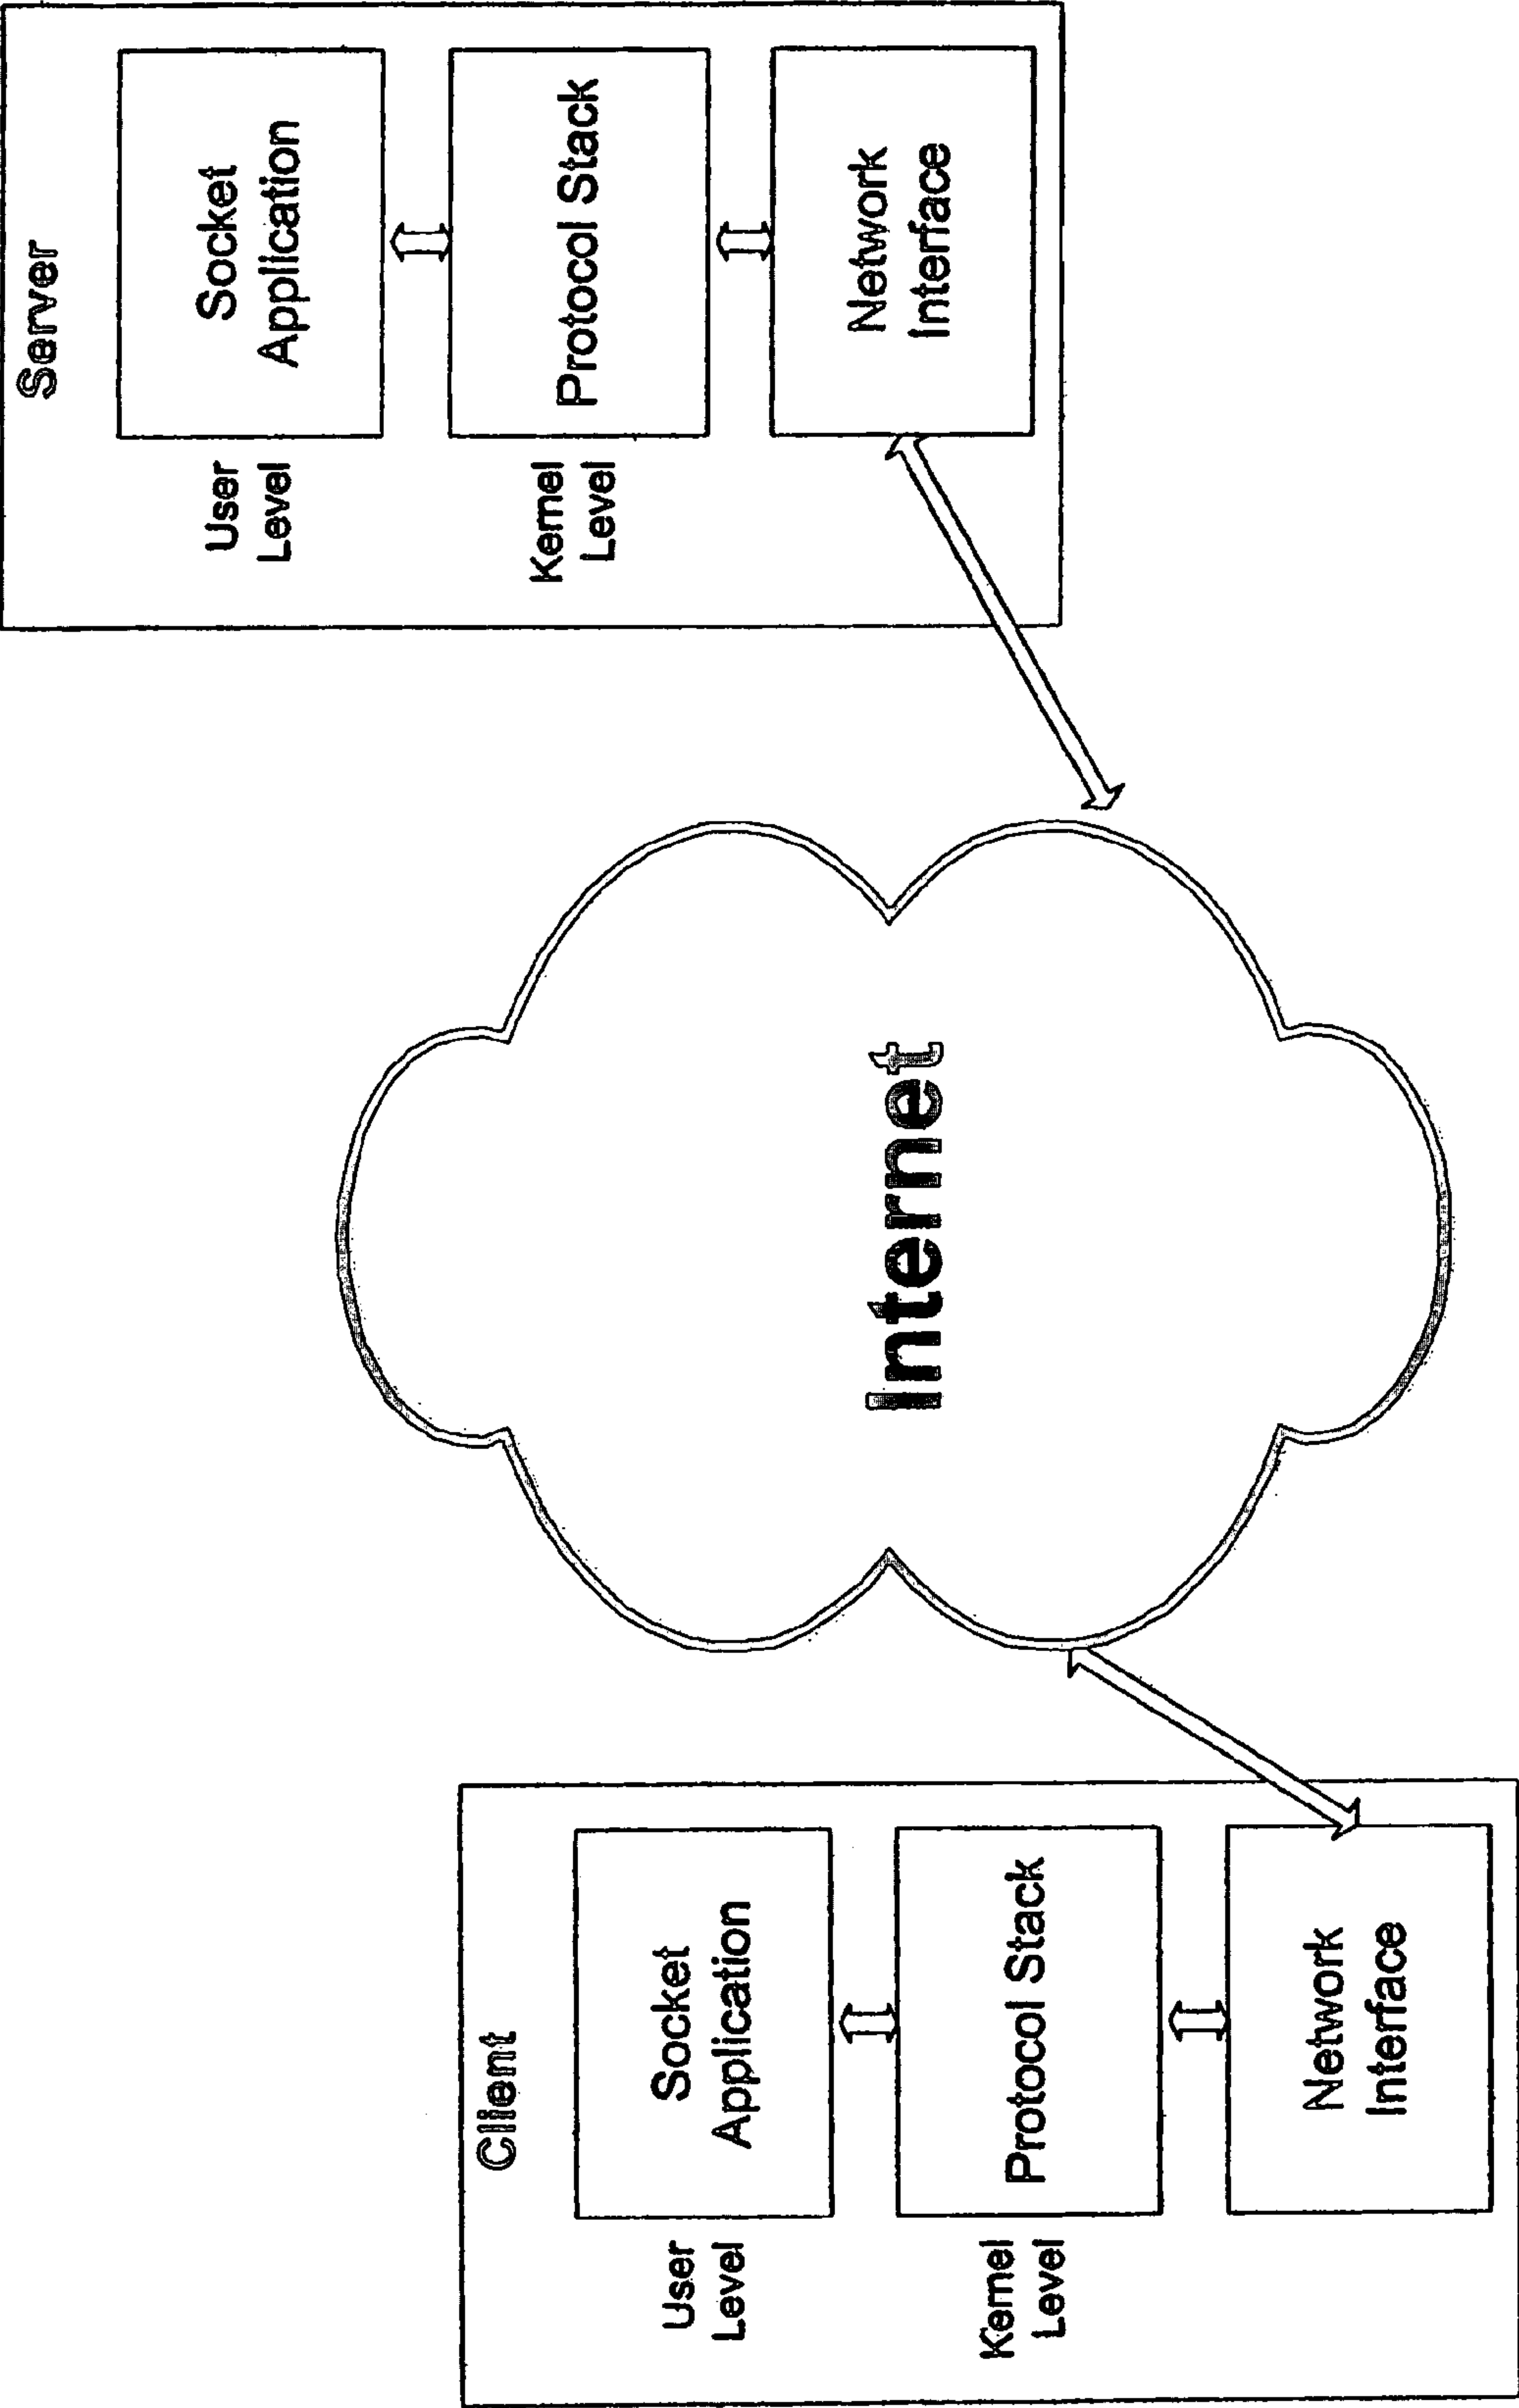 Client
User
Level
Socket
Application
Kernel
Level
Protocol Stack
Network
Interface
Internet
Server
User
Level
Socket
Application
Kernel
Level
Protocol Stack
Network
Interface